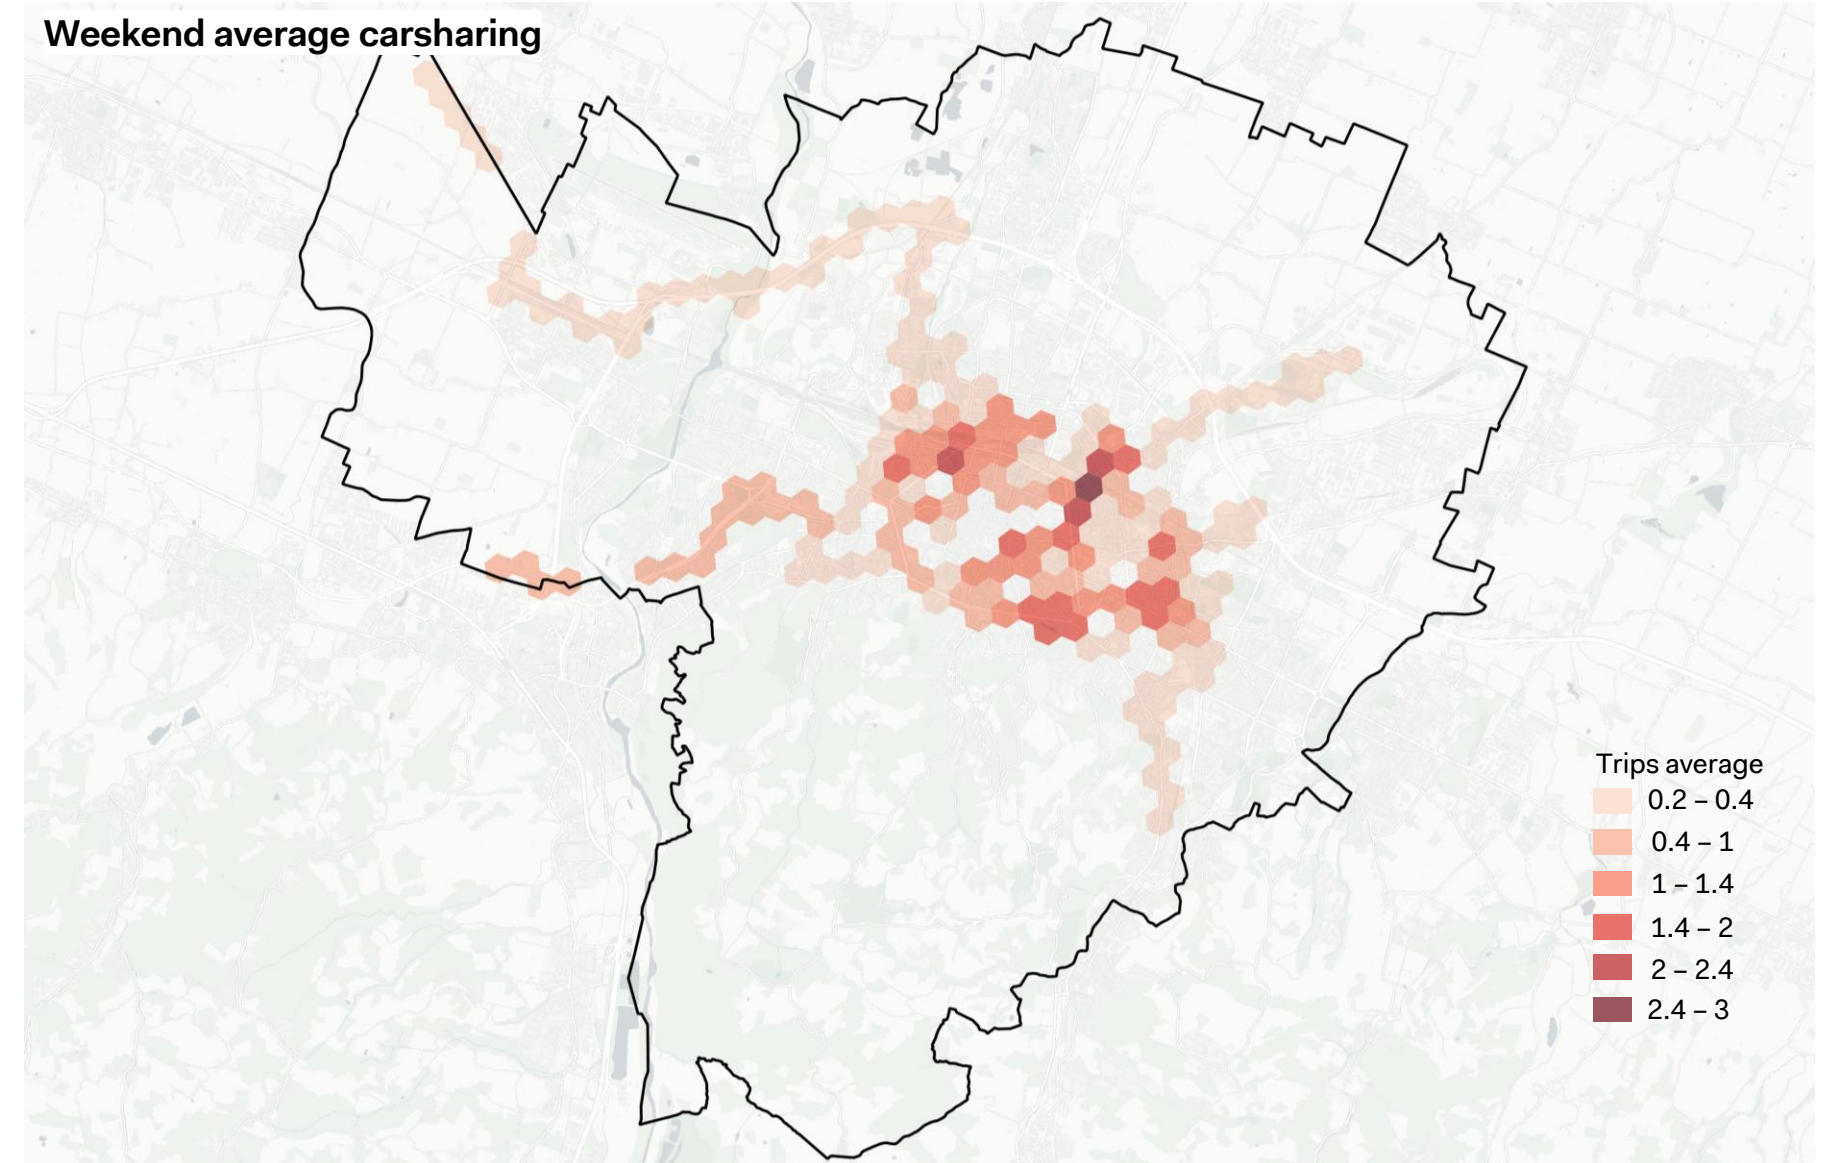 Weekend average carsharing
Trips average
0.2 – 0.4
0.4 – 1
1 – 1.4
1.4 – 2
2 – 2.4
2.4 – 3